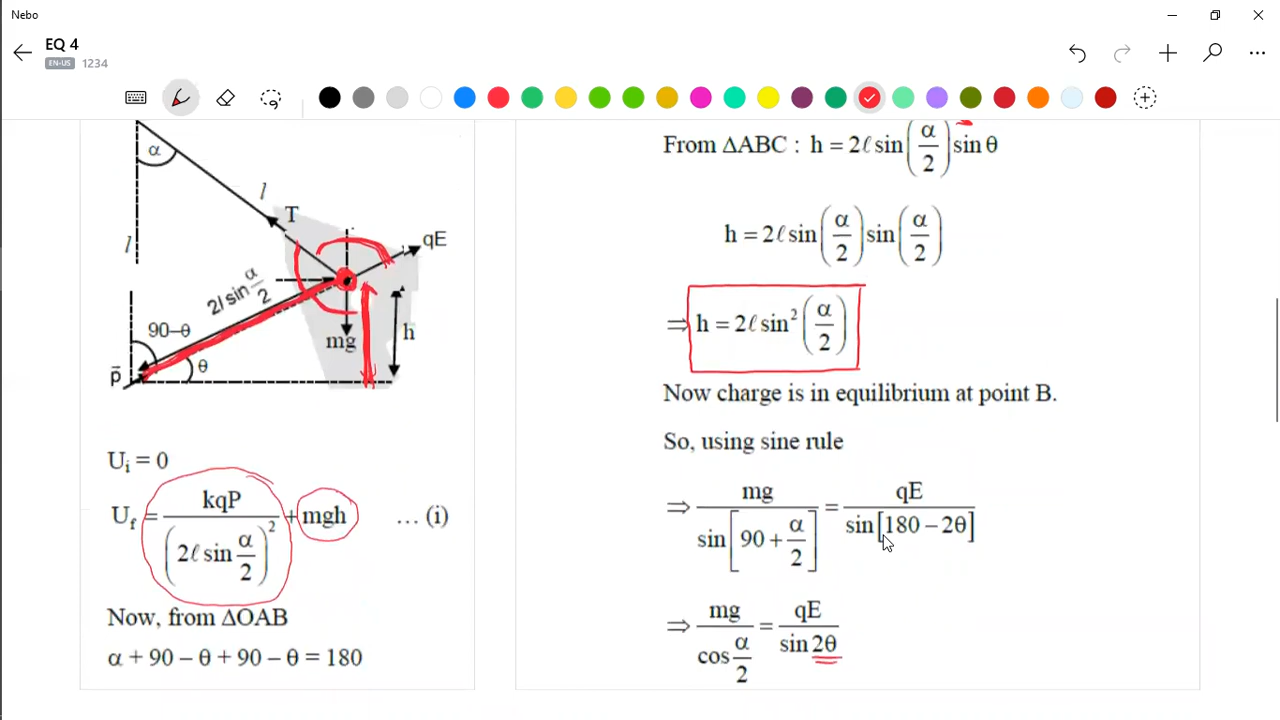 Nebo
EQ 4
EN-US 1234
α
l
T
qE
l
2l sin α/2
90–θ
mg
h
p⃗
θ
Uᵢ = 0
U_f = kqP / (2ℓ sin α/2)² + mgh ... (i)
Now, from ΔOAB
α + 90 – θ + 90 – θ = 180
From ΔABC : h = 2ℓ sin(α/2) sin θ
h = 2ℓ sin(α/2) sin(α/2)
⇒ h = 2ℓ sin²(α/2)
Now charge is in equilibrium at point B.
So, using sine rule
⇒ mg / sin[90 + α/2] = qE / sin[180 – 2θ]
⇒ mg / cos α/2 = qE / sin 2θ